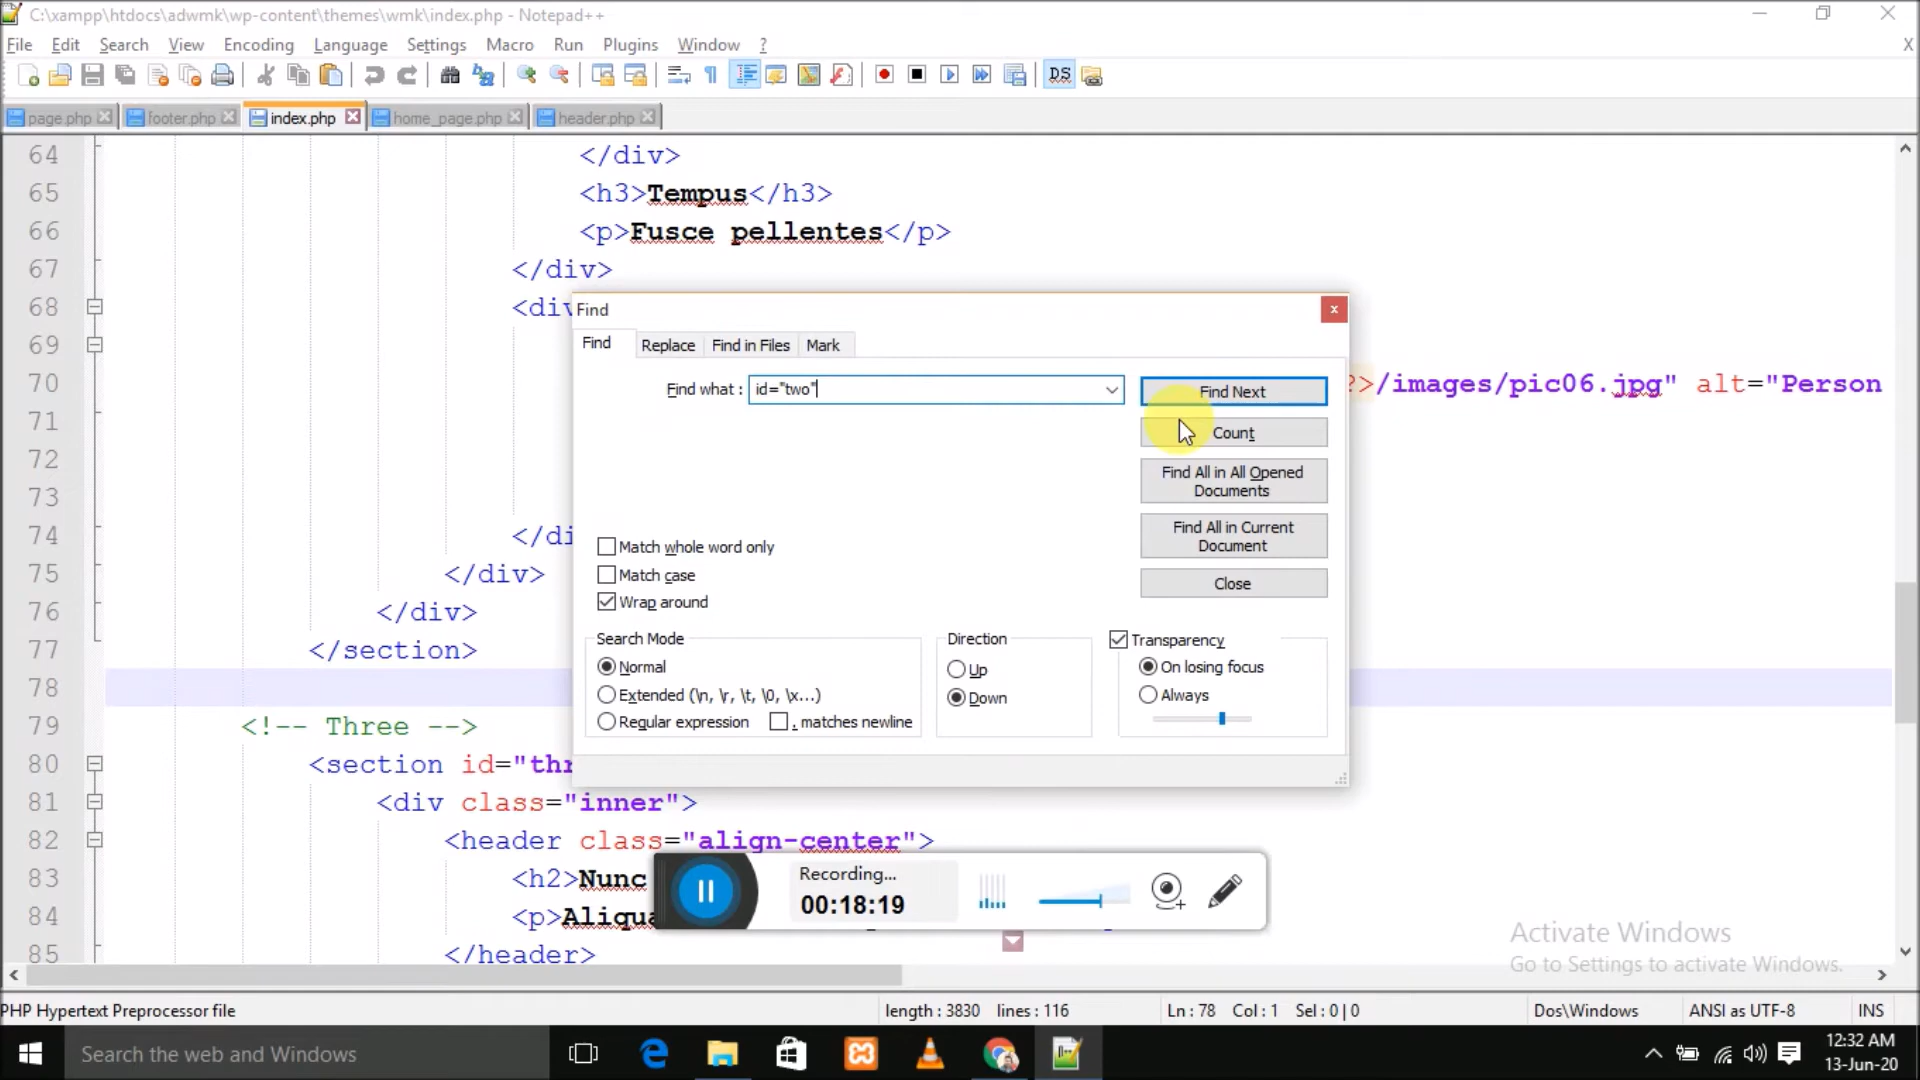 C:\xampp\htdocs\adwmk\wp-content\themes\wmk\index.php - Notepad++
File Edit Search View Encoding Language Settings Macro Run Plugins Window ? X
page.php footer.php index.php home_page.php header.php
64 </div>
65 <h3>Tempus</h3>
66 <p>Fusce pellentes</p>
67 </div>
68 <div
69
70 ?>/images/pic06.jpg" alt="Person
71
72
73
74 </di
75 </div>
76 </div>
77 </section>
78
79 <!-- Three -->
80 <section id="thr
81 <div class="inner">
82 <header class="align-center">
83 <h2>Nunc
84 <p>Aliqua
85 </header>
Find
Find Replace Find in Files Mark
Find what : id="two"
Find Next
Count
Find All in All Opened Documents
Find All in Current Document
Close
Match whole word only
Match case
Wrap around
Search Mode
Normal
Extended (\n, \r, \t, \0, \x...)
Regular expression . matches newline
Direction
Up
Down
Transparency
On losing focus
Always
Recording...
00:18:19
Activate Windows
Go to Settings to activate Windows.
PHP Hypertext Preprocessor file length : 3830 lines : 116 Ln : 78 Col : 1 Sel : 0 | 0 Dos\Windows ANSI as UTF-8 INS
Search the web and Windows
12:32 AM
13-Jun-20